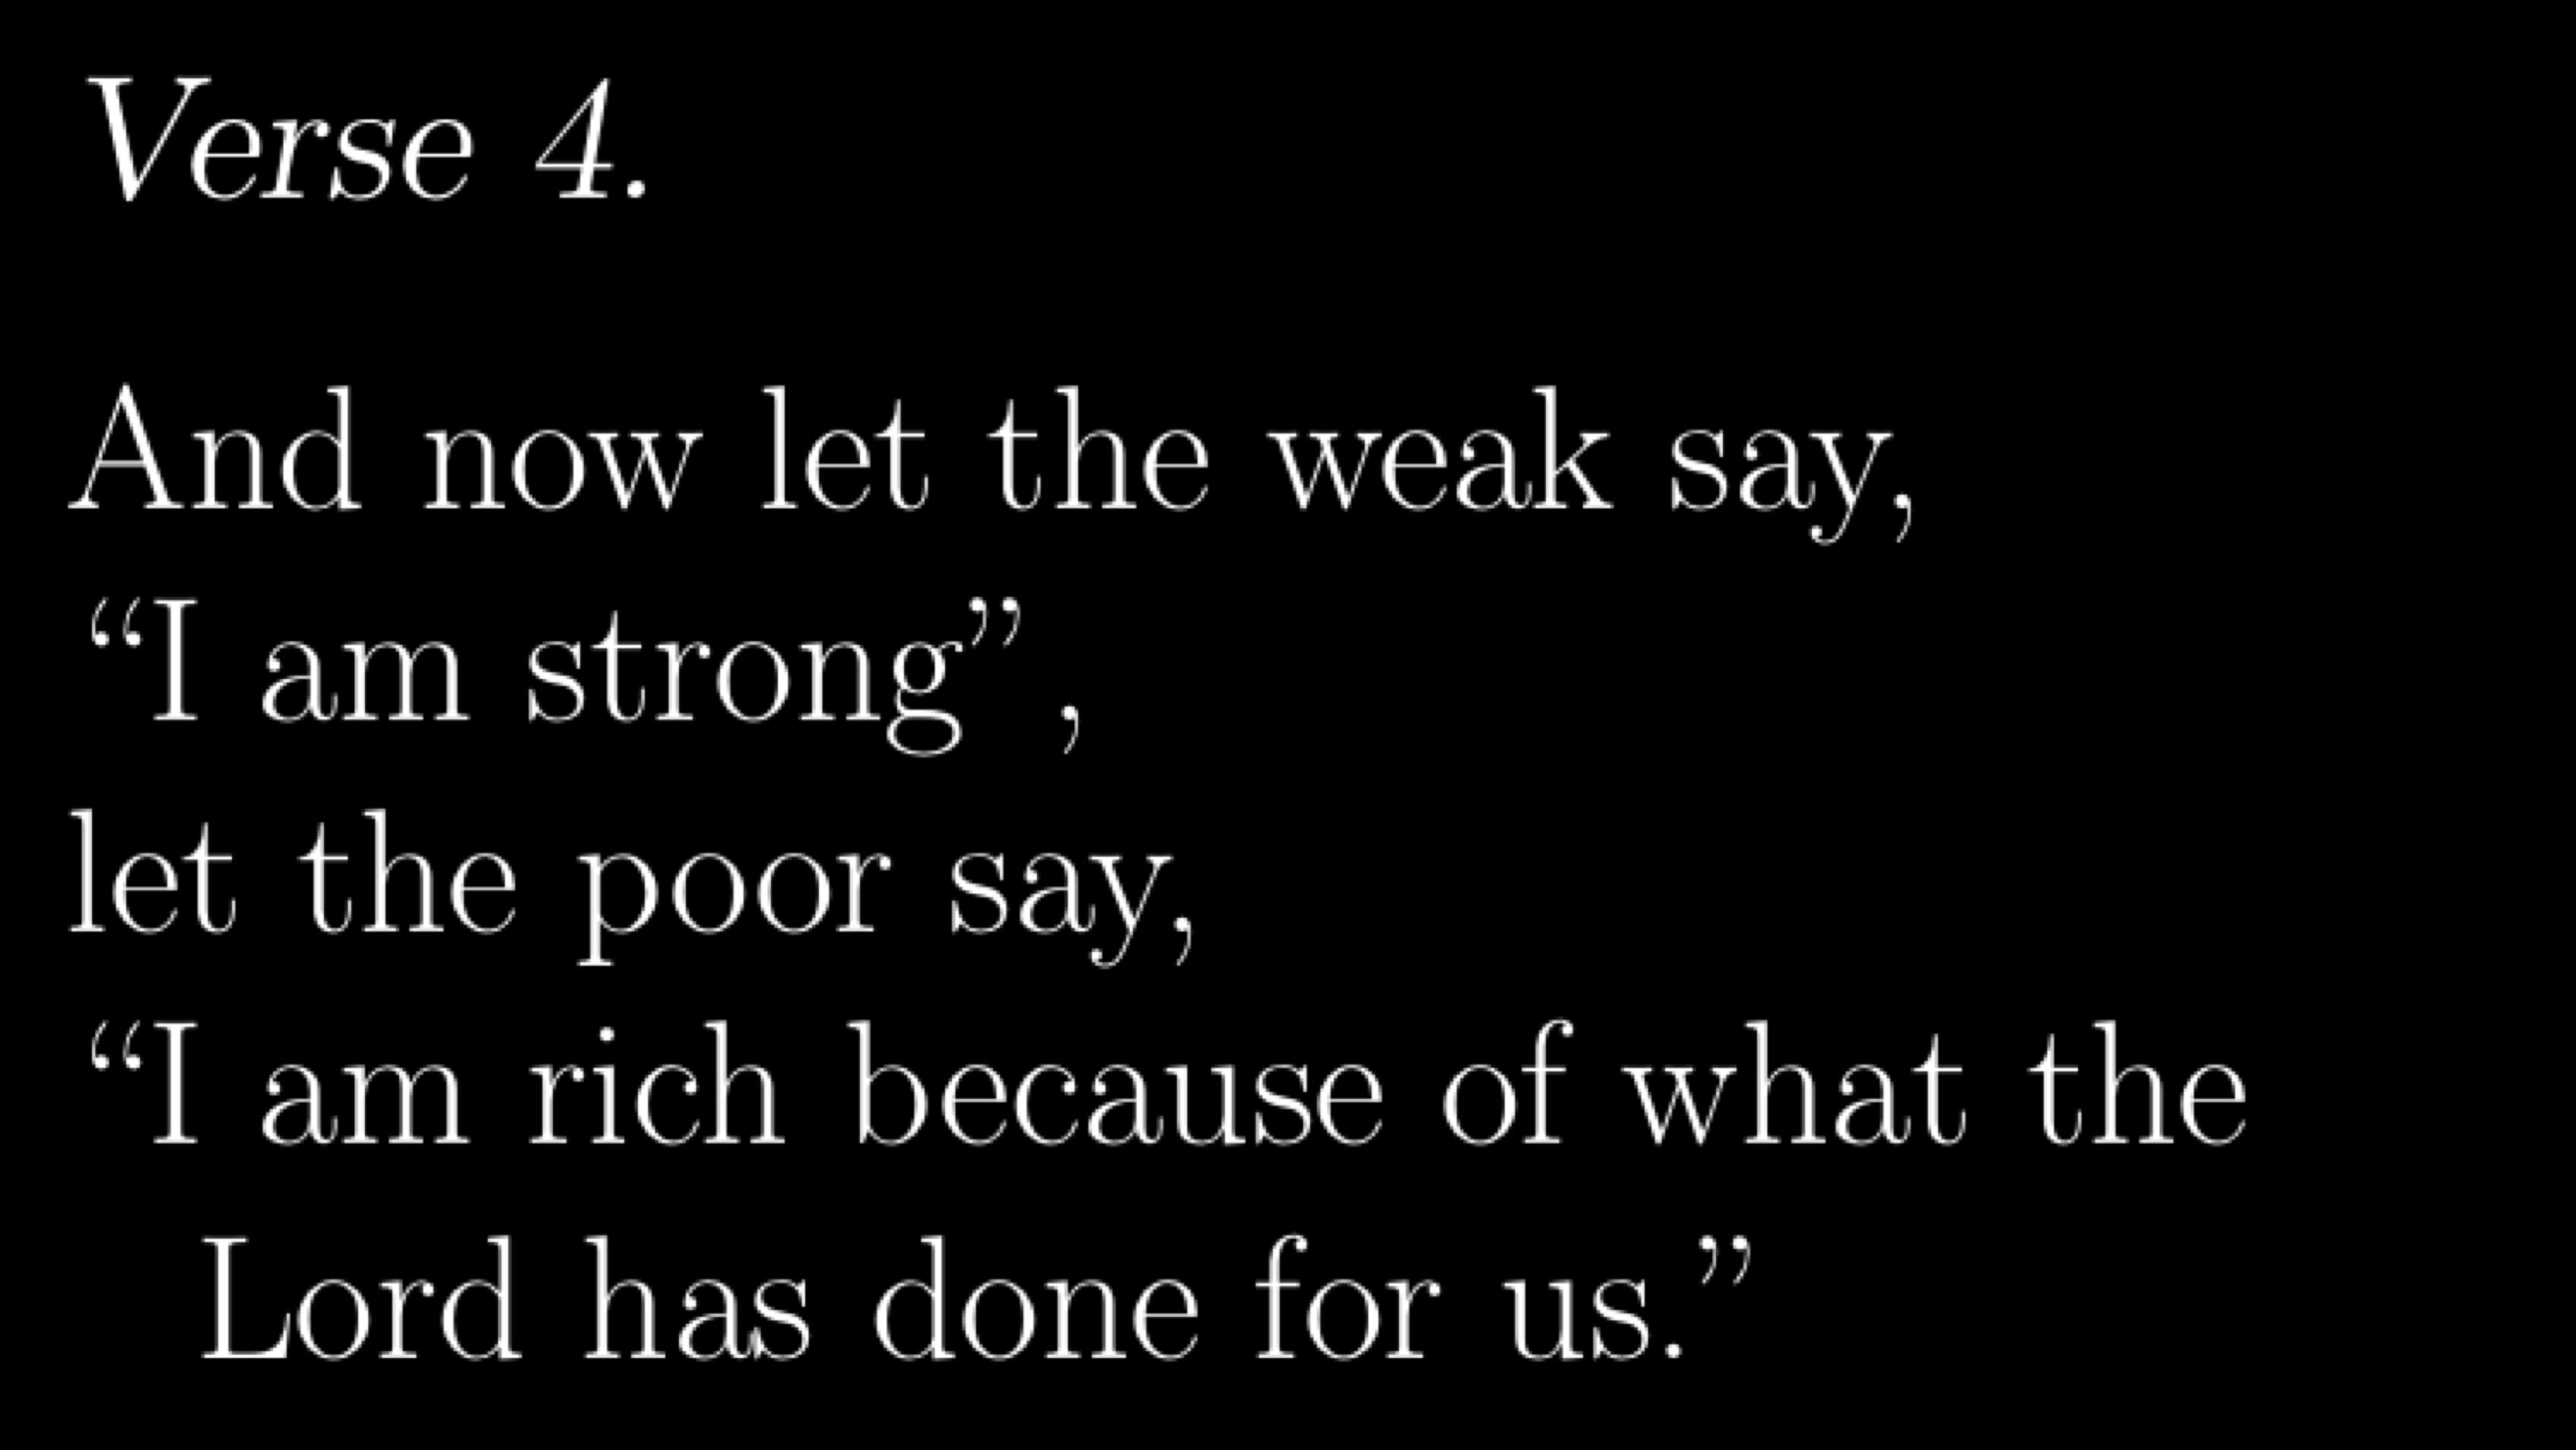 Verse 4.
And now let the weak say,
“I am strong”,
let the poor say,
“I am rich because of what the
Lord has done for us.”